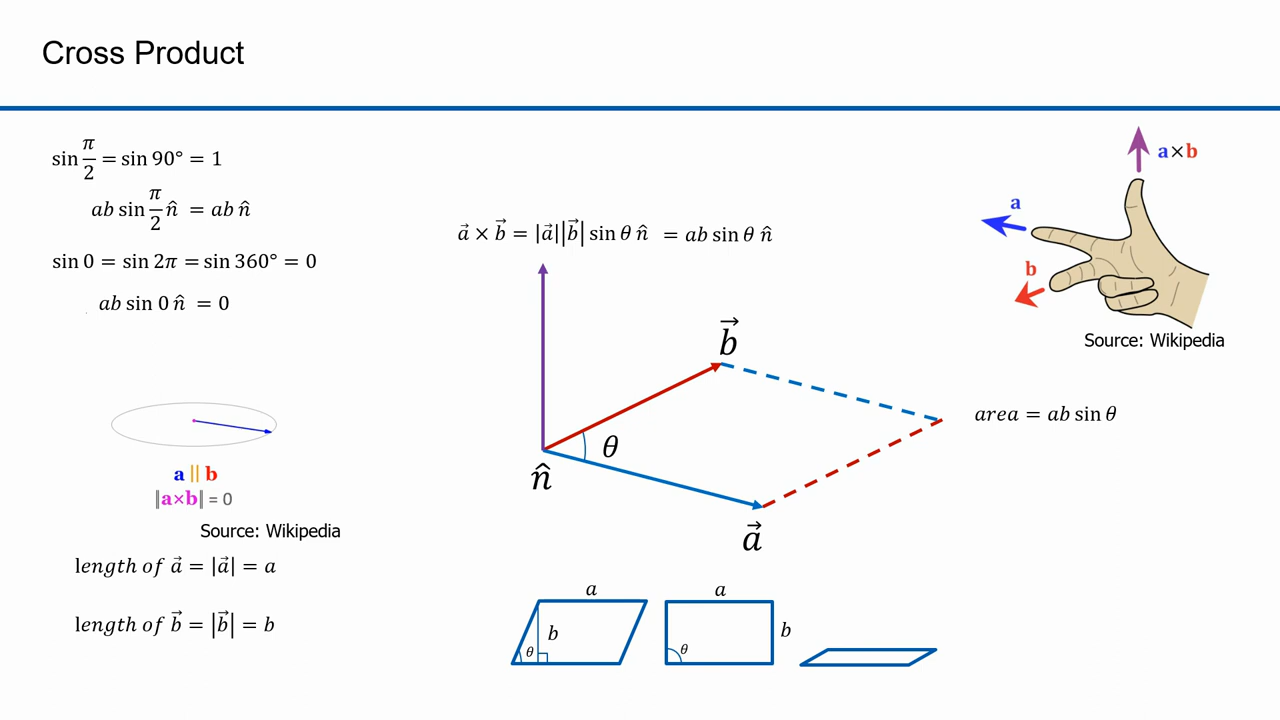 Cross Product
sin π/2 = sin 90° = 1
ab sin π/2 n̂ = ab n̂
sin 0 = sin 2π = sin 360° = 0
ab sin 0 n̂ = 0
a⃗ × b⃗ = |a⃗||b⃗| sin θ n̂ = ab sin θ n̂
a×b
a
b
Source: Wikipedia
b⃗
θ
n̂
a⃗
area = ab sin θ
a || b
|a×b| = 0
Source: Wikipedia
length of a⃗ = |a⃗| = a
length of b⃗ = |b⃗| = b
a
b
θ
a
b
θ